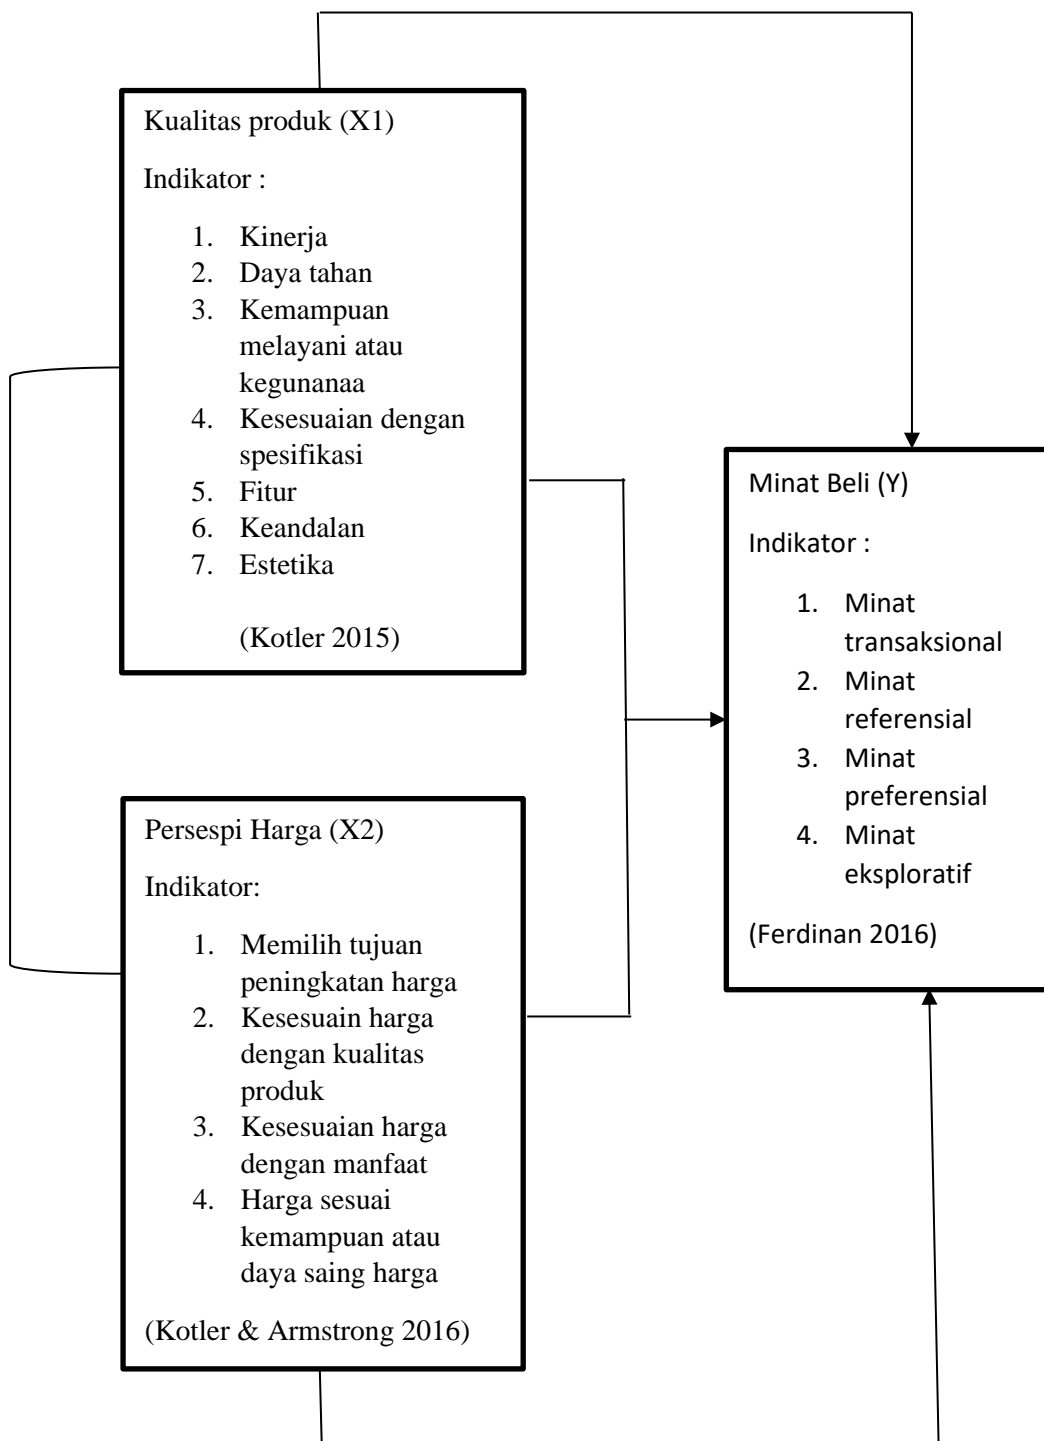 Kualitas produk (X1)
Indikator :
1. Kinerja
2. Daya tahan
3. Kemampuan
melayani atau
kegunanaa
4. Kesesuaian dengan
spesifikasi
5. Fitur
6. Keandalan
7. Estetika
(Kotler 2015)
Persespi Harga (X2)
Indikator:
1. Memilih tujuan
peningkatan harga
2. Kesesuain harga
dengan kualitas
produk
3. Kesesuaian harga
dengan manfaat
4. Harga sesuai
kemampuan atau
daya saing harga
(Kotler & Armstrong 2016)
Minat Beli (Y)
Indikator :
1. Minat
transaksional
2. Minat
referensial
3. Minat
preferensial
4. Minat
eksploratif
(Ferdinan 2016)